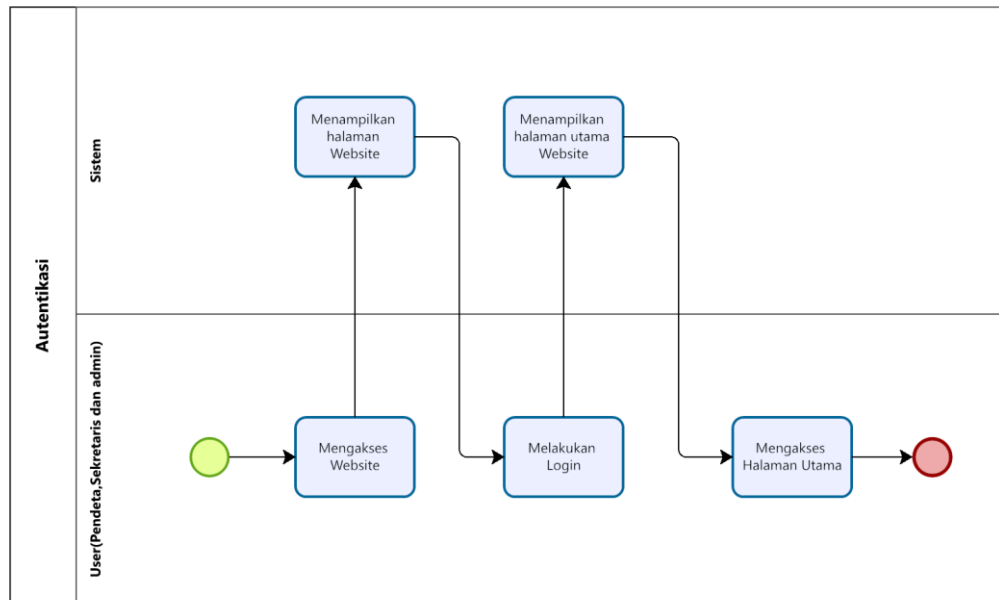 Autentikasi
Sistem
Menampilkan
halaman
Website
Menampilkan
halaman utama
Website
User(Pendeta,Sekretaris dan admin)
Mengakses
Website
Melakukan
Login
Mengakses
Halaman Utama